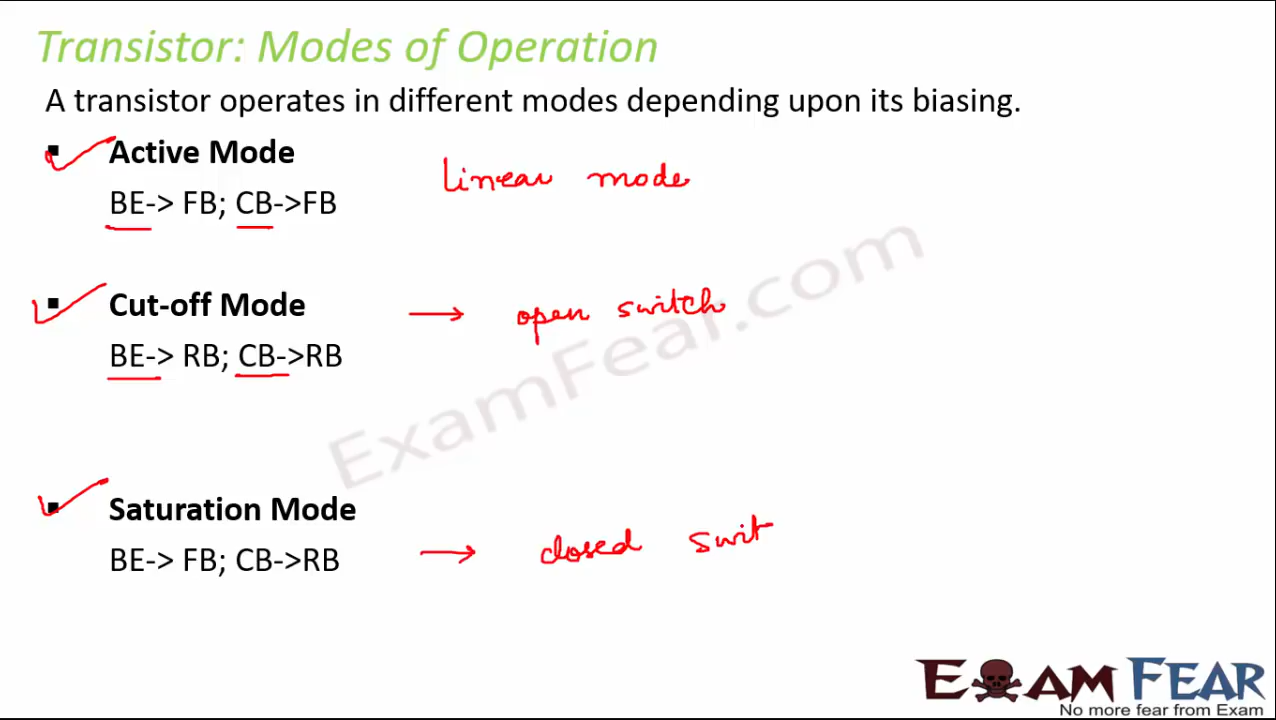 Transistor: Modes of Operation
A transistor operates in different modes depending upon its biasing.
▪ Active Mode
linear mode
BE-> FB; CB->FB
▪ Cut-off Mode → open switch
BE-> RB; CB->RB
ExamFear.com
▪ Saturation Mode
BE-> FB; CB->RB → closed swit
EXAM FEAR
No more fear from Exam